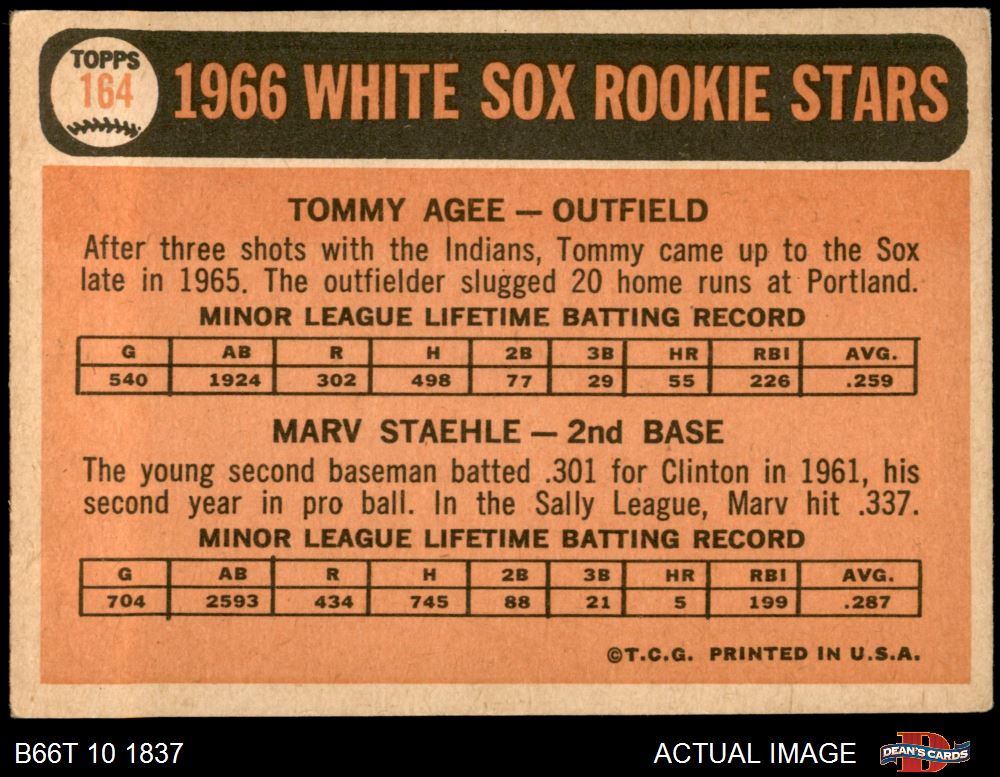 TOPPS
164
1966 WHITE SOX ROOKIE STARS
TOMMY AGEE — OUTFIELD
After three shots with the Indians, Tommy came up to the Sox
late in 1965. The outfielder slugged 20 home runs at Portland.
MINOR LEAGUE LIFETIME BATTING RECORD
G AB R H 2B 3B HR RBI AVG.
540 1924 302 498 77 29 55 226 .259
MARV STAEHLE — 2nd BASE
The young second baseman batted .301 for Clinton in 1961, his
second year in pro ball. In the Sally League, Marv hit .337.
MINOR LEAGUE LIFETIME BATTING RECORD
G AB R H 2B 3B HR RBI AVG.
704 2593 434 745 88 21 5 199 .287
©T.C.G. PRINTED IN U.S.A.
B66T 10 1837 ACTUAL IMAGE DEAN'S CARDS